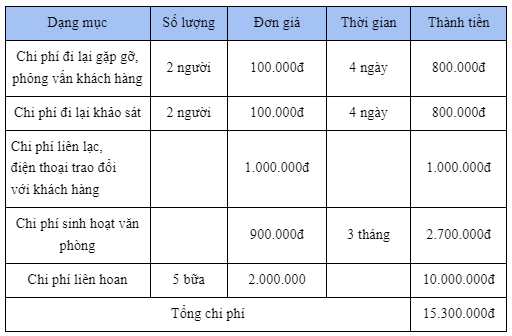 Dạng mục Số lượng Đơn giá Thời gian Thành tiền
Chi phí đi lại gặp gỡ,
phỏng vấn khách hàng 2 người 100.000đ 4 ngày 800.000đ
Chi phí đi lại khảo sát 2 người 100.000đ 4 ngày 800.000đ
Chi phí liên lạc,
điện thoại trao đổi 1.000.000đ 1.000.000đ
với khách hàng
Chi phí sinh hoạt văn
phòng 900.000đ 3 tháng 2.700.000đ
Chi phí liên hoan 5 bữa 2.000.000 10.000.000đ
Tổng chi phí 15.300.000đ